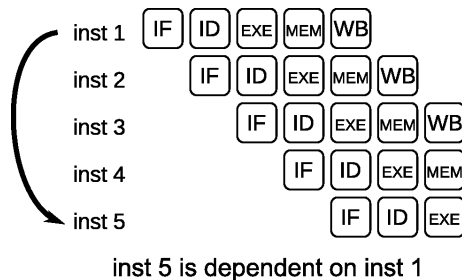 inst 1 IF ID EXE MEM WB
inst 2 IF ID EXE MEM WB
inst 3 IF ID EXE MEM WB
inst 4 IF ID EXE MEM
inst 5 IF ID EXE
inst 5 is dependent on inst 1